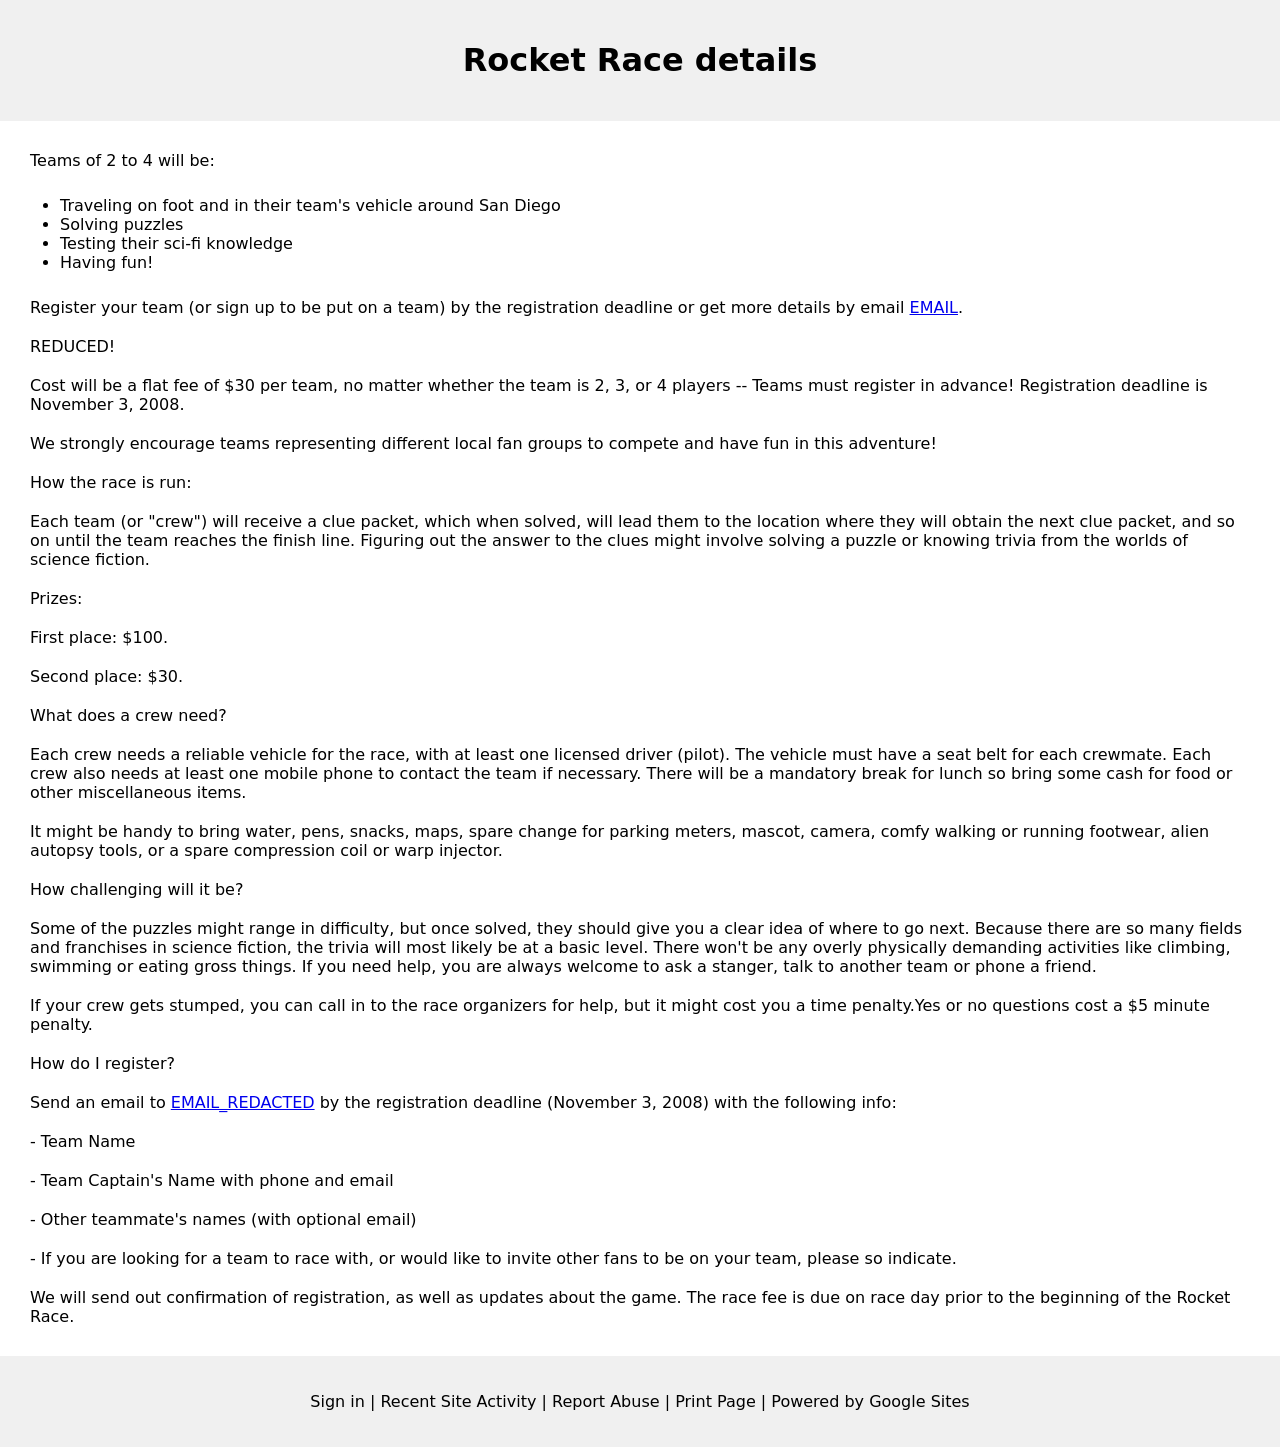 Rocket Race details
Teams of 2 to 4 will be:
• Traveling on foot and in their team's vehicle around San Diego
• Solving puzzles
• Testing their sci-fi knowledge
• Having fun!
Register your team (or sign up to be put on a team) by the registration deadline or get more details by email EMAIL.
REDUCED!
Cost will be a flat fee of $30 per team, no matter whether the team is 2, 3, or 4 players -- Teams must register in advance! Registration deadline is
November 3, 2008.
We strongly encourage teams representing different local fan groups to compete and have fun in this adventure!
How the race is run:
Each team (or "crew") will receive a clue packet, which when solved, will lead them to the location where they will obtain the next clue packet, and so
on until the team reaches the finish line. Figuring out the answer to the clues might involve solving a puzzle or knowing trivia from the worlds of
science fiction.
Prizes:
First place: $100.
Second place: $30.
What does a crew need?
Each crew needs a reliable vehicle for the race, with at least one licensed driver (pilot). The vehicle must have a seat belt for each crewmate. Each
crew also needs at least one mobile phone to contact the team if necessary. There will be a mandatory break for lunch so bring some cash for food or
other miscellaneous items.
It might be handy to bring water, pens, snacks, maps, spare change for parking meters, mascot, camera, comfy walking or running footwear, alien
autopsy tools, or a spare compression coil or warp injector.
How challenging will it be?
Some of the puzzles might range in difficulty, but once solved, they should give you a clear idea of where to go next. Because there are so many fields
and franchises in science fiction, the trivia will most likely be at a basic level. There won't be any overly physically demanding activities like climbing,
swimming or eating gross things. If you need help, you are always welcome to ask a stanger, talk to another team or phone a friend.
If your crew gets stumped, you can call in to the race organizers for help, but it might cost you a time penalty.Yes or no questions cost a $5 minute
penalty.
How do I register?
Send an email to EMAIL_REDACTED by the registration deadline (November 3, 2008) with the following info:
- Team Name
- Team Captain's Name with phone and email
- Other teammate's names (with optional email)
- If you are looking for a team to race with, or would like to invite other fans to be on your team, please so indicate.
We will send out confirmation of registration, as well as updates about the game. The race fee is due on race day prior to the beginning of the Rocket
Race.
Sign in | Recent Site Activity | Report Abuse | Print Page | Powered by Google Sites